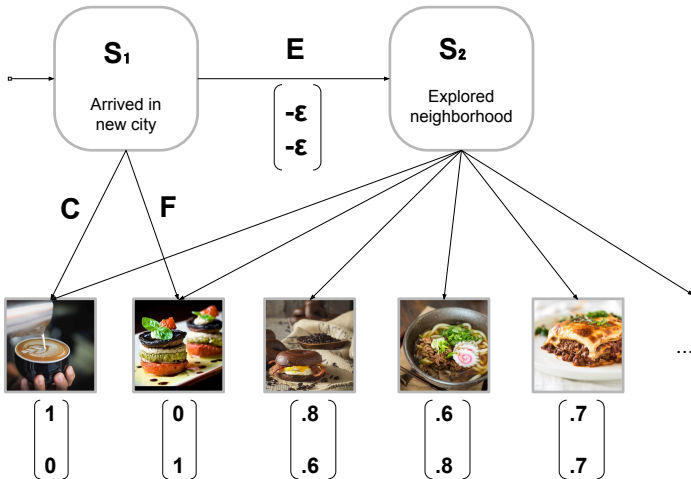 S₁
E
S₂
Arrived in
new city
Explored
neighborhood
-ε
-ε
C
F
1 0 .8 .6 .7
...
0 1 .6 .8 .7